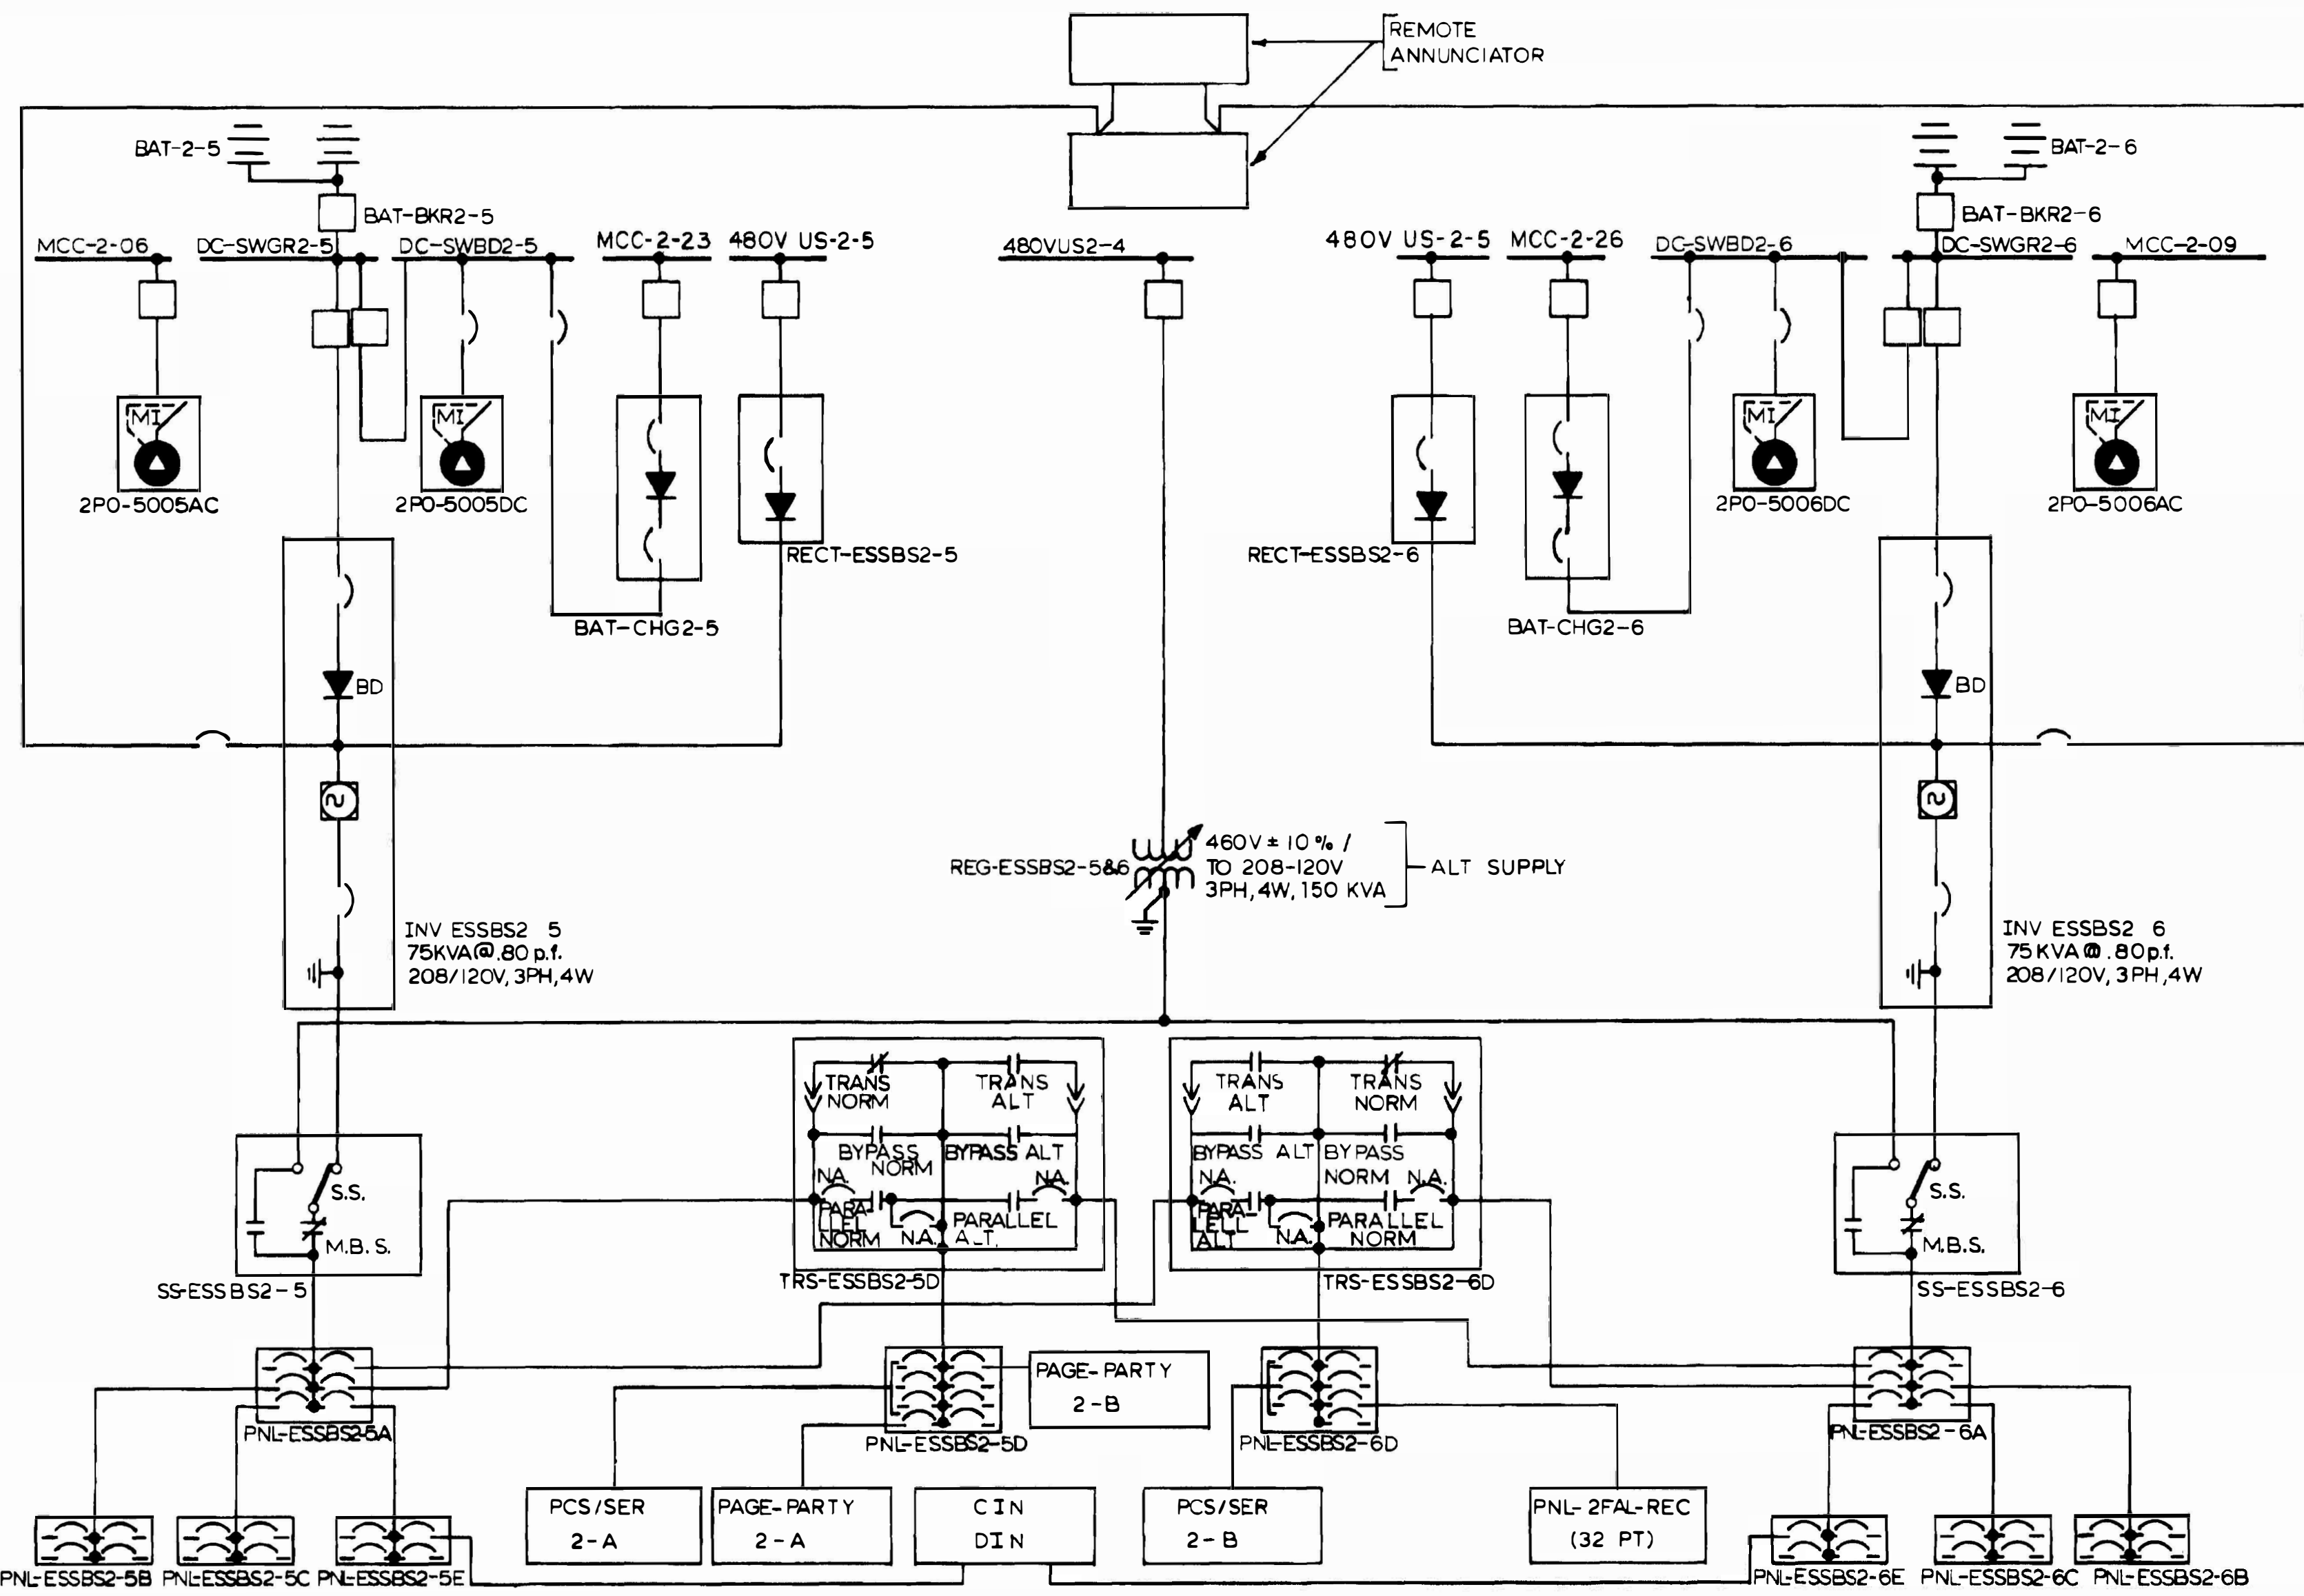 REMOTE
ANNUNCIATOR
BAT-2-5
BAT-2-6
BAT-BKR2-5
BAT-BKR2-6
MCC-2-06
DC-SWGR2-5
DC-SWBD2-5
MCC-2-23
480V US-2-5
480VUS2-4
480V US-2-5
MCC-2-26
DC-SWBD2-6
DC-SWGR2-6
MCC-2-09
MI
MI
MI
MI
2PO-5005AC
2PO-5005DC
2PO-5006DC
2PO-5006AC
RECT-ESSBS2-5
RECT-ESSBS2-6
BAT-CHG2-5
BAT-CHG2-6
BD
BD
REG-ESSBS2-5&6
460V ± 10% /
TO 208-120V
3PH, 4W, 150 KVA
ALT SUPPLY
INV ESSBS2 5
75KVA@.80 p.f.
208/120V, 3PH, 4W
INV ESSBS2 6
75KVA@.80p.f.
208/120V, 3PH, 4W
TRANS
NORM
TRANS
ALT
TRANS
ALT
TRANS
NORM
BYPASS
NORM
BYPASS ALT
BYPASS ALT
BYPASS
NORM
N.A.
N.A.
N.A.
N.A.
PARA-
LLEL
NORM
N.A.
PARALLEL
ALT.
PARA-
LELL
ALT
N.A.
PARALLEL
NORM
S.S.
M.B.S.
S.S.
M.B.S.
SS-ESSBS2-5
TRS-ESSBS2-5D
TRS-ESSBS2-6D
SS-ESSBS2-6
PAGE-PARTY
2-B
PNL-ESSBS2-5A
PNL-ESSBS2-5D
PNL-ESSBS2-6D
PNL-ESSBS2-6A
PCS/SER
2-A
PAGE-PARTY
2-A
CIN
DIN
PCS/SER
2-B
PNL-2FAL-REC
(32 PT)
PNL-ESSBS2-5B
PNL-ESSBS2-5C
PNL-ESSBS2-5E
PNL-ESSBS2-6E
PNL-ESSBS2-6C
PNL-ESSBS2-6B